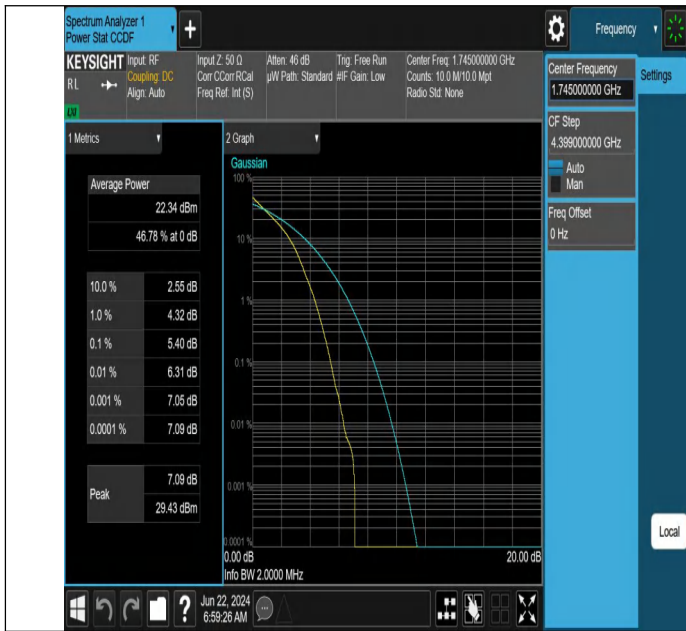 Spectrum Analyzer 1
Power Stat CCDF
+
Frequency
KEYSIGHT
RL
LXI
Input: RF
Coupling: DC
Align: Auto
Input Z: 50 Ω
Corr CCorr RCal
Freq Ref: Int (S)
Atten: 46 dB
µW Path: Standard
Trig: Free Run
#IF Gain: Low
Center Freq: 1.745000000 GHz
Counts: 10.0 M/10.0 Mpt
Radio Std: None
Center Frequency
1.745000000 GHz
Settings
CF Step
4.399000000 GHz
Auto
Man
Freq Offset
0 Hz
Local
1 Metrics
Average Power
22.34 dBm
46.78 % at 0 dB
10.0 % 2.55 dB
1.0 % 4.32 dB
0.1 % 5.40 dB
0.01 % 6.31 dB
0.001 % 7.05 dB
0.0001 % 7.09 dB
Peak 7.09 dB
29.43 dBm
2 Graph
Gaussian
100 %
10 %
1 %
0.1 %
0.01 %
0.001 %
0.0001 %
0.00 dB 20.00 dB
Info BW 2.0000 MHz
?
Jun 22, 2024
6:59:26 AM